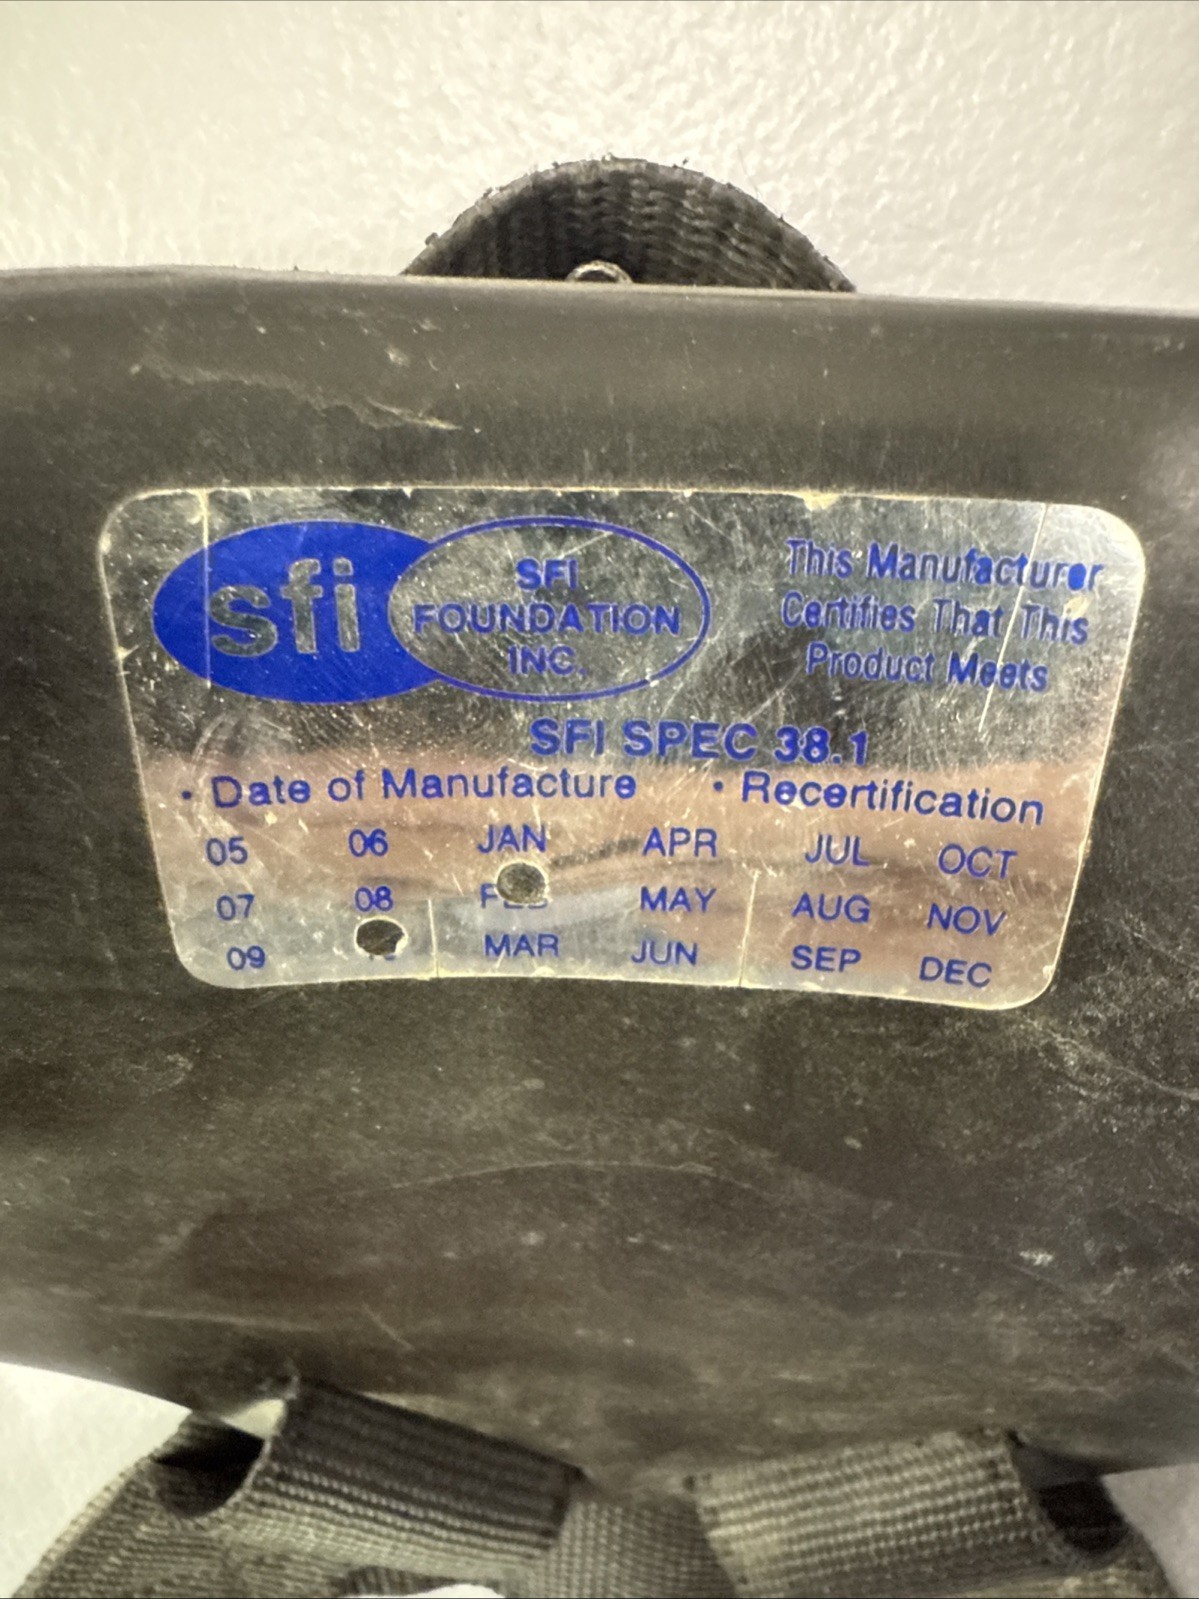 sfi
SFI
FOUNDATION
INC.
This Manufacturer
Certifies That This
Product Meets
SFI SPEC 38.1
• Date of Manufacture • Recertification
05 06 JAN APR JUL OCT
07 08 FEB MAY AUG NOV
09 MAR JUN SEP DEC